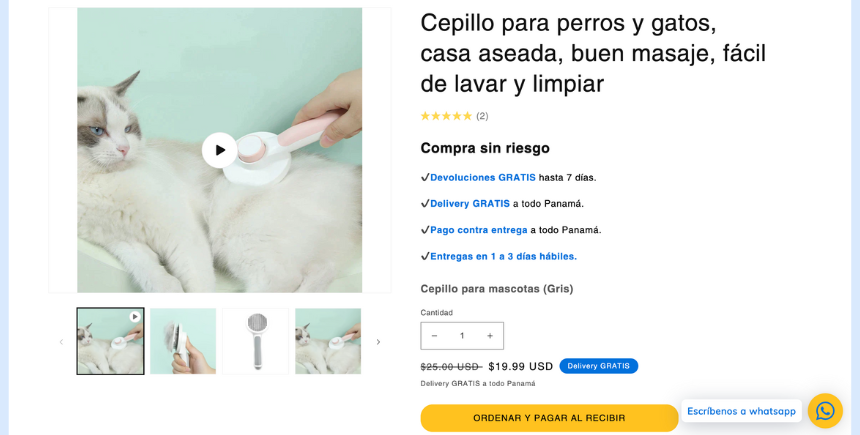 Cepillo para perros y gatos,
casa aseada, buen masaje, fácil
de lavar y limpiar
★★★★★ (2)
Compra sin riesgo
✓Devoluciones GRATIS hasta 7 días.
✓Delivery GRATIS a todo Panamá.
✓Pago contra entrega a todo Panamá.
✓Entregas en 1 a 3 días hábiles.
Cepillo para mascotas (Gris)
Cantidad
− 1 +
$25.00 USD $19.99 USD Delivery GRATIS
Delivery GRATIS a todo Panamá
ORDENAR Y PAGAR AL RECIBIR
Escríbenos a whatsapp